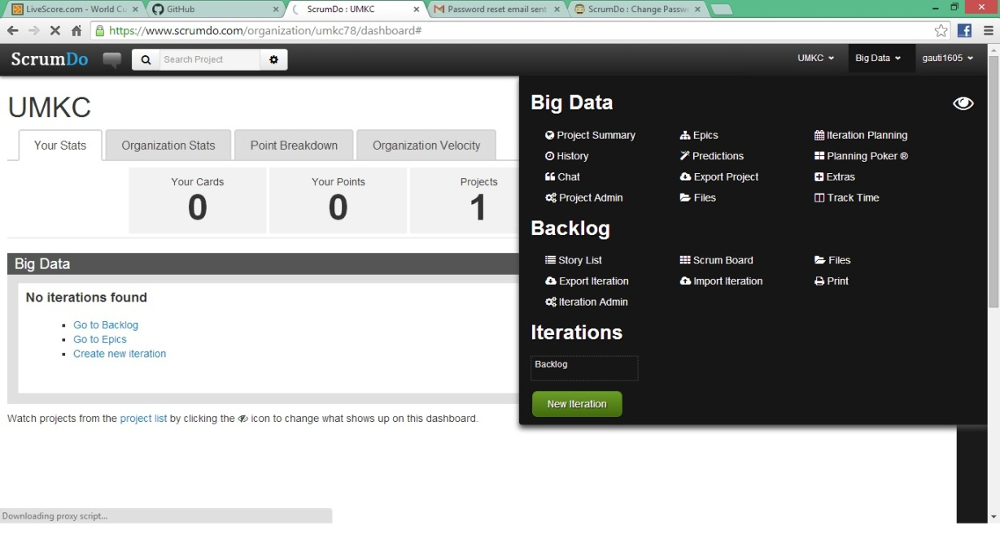 LiveScore.com - World Cu
GitHub
ScrumDo : UMKC
Password reset email sent
ScrumDo : Change Passw
https://www.scrumdo.com/organization/umkc78/dashboard#
ScrumDo
Search Project
UMKC
Big Data
gauti1605
UMKC
Your Stats
Organization Stats
Point Breakdown
Organization Velocity
Your Cards
0
Your Points
0
Projects
1
Big Data
No iterations found
Go to Backlog
Go to Epics
Create new iteration
Watch projects from the project list by clicking the icon to change what shows up on this dashboard.
Big Data
Project Summary
Epics
Iteration Planning
History
Predictions
Planning Poker ®
Chat
Export Project
Extras
Project Admin
Files
Track Time
Backlog
Story List
Scrum Board
Files
Export Iteration
Import Iteration
Print
Iteration Admin
Iterations
Backlog
New Iteration
Downloading proxy script...